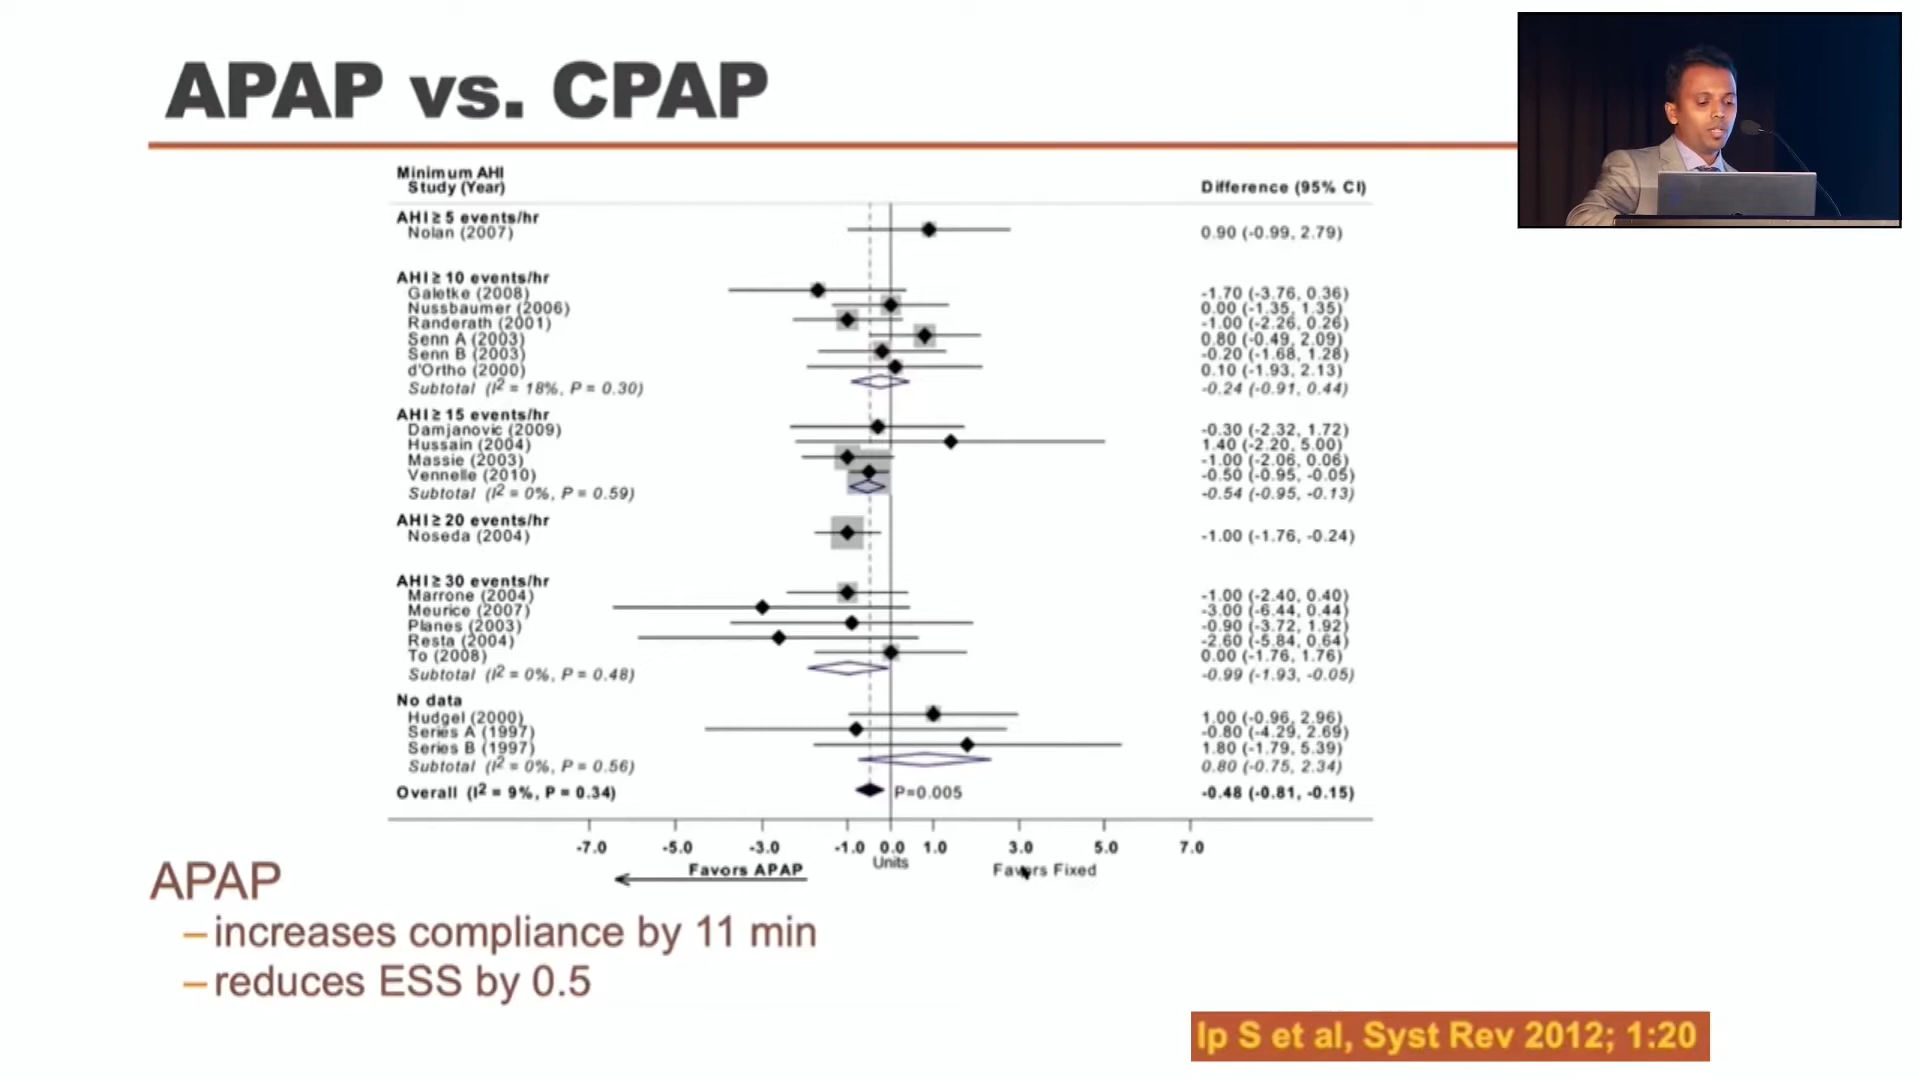 APAP vs. CPAP
Minimum AHI
Study (Year)
Difference (95% CI)
AHI ≥ 5 events/hr
Nolan (2007)
0.90 (-0.99, 2.79)
AHI ≥ 10 events/hr
Galetke (2008)
-1.70 (-3.76, 0.36)
Nussbaumer (2006)
0.00 (-1.35, 1.35)
Randerath (2001)
-1.00 (-2.26, 0.26)
Senn A (2003)
0.80 (-0.49, 2.09)
Senn B (2003)
-0.20 (-1.68, 1.28)
d'Ortho (2000)
0.10 (-1.93, 2.13)
Subtotal (I² = 18%, P = 0.30)
-0.24 (-0.91, 0.44)
AHI ≥ 15 events/hr
Damjanovic (2009)
-0.30 (-2.32, 1.72)
Hussain (2004)
1.40 (-2.20, 5.00)
Massie (2003)
-1.00 (-2.06, 0.06)
Vennelle (2010)
-0.50 (-0.95, -0.05)
Subtotal (I² = 0%, P = 0.59)
-0.54 (-0.95, -0.13)
AHI ≥ 20 events/hr
Noseda (2004)
-1.00 (-1.76, -0.24)
AHI ≥ 30 events/hr
Marrone (2004)
-1.00 (-2.40, 0.40)
Meurice (2007)
-3.00 (-6.44, 0.44)
Planes (2003)
-0.90 (-3.72, 1.92)
Resta (2004)
-2.60 (-5.84, 0.64)
To (2008)
0.00 (-1.76, 1.76)
Subtotal (I² = 0%, P = 0.48)
-0.99 (-1.93, -0.05)
No data
Hudgel (2000)
1.00 (-0.96, 2.96)
Series A (1997)
-0.80 (-4.29, 2.69)
Series B (1997)
1.80 (-1.79, 5.39)
Subtotal (I² = 0%, P = 0.56)
0.80 (-0.75, 2.34)
Overall (I² = 9%, P = 0.34)
P=0.005
-0.48 (-0.81, -0.15)
-7.0 -5.0 -3.0 -1.0 0.0 1.0 3.0 5.0 7.0
Units
Favors APAP
Favors Fixed
APAP
– increases compliance by 11 min
– reduces ESS by 0.5
Ip S et al, Syst Rev 2012; 1:20